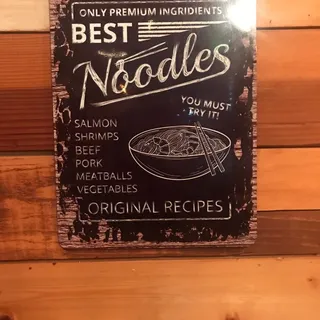 ONLY PREMIUM INGRIDIENTS
BEST
Noodles
YOU MUST
TRY IT!
SALMON
SHRIMPS
BEEF
PORK
MEATBALLS
VEGETABLES
ORIGINAL RECIPES